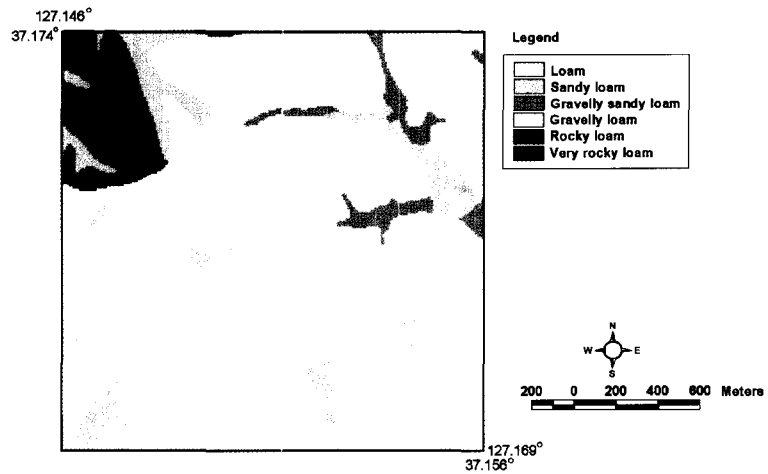 127.146°
37.174°
Legend
Loam
Sandy loam
Gravelly sandy loam
Gravelly loam
Rocky loam
Very rocky loam
N
W E
S
200 0 200 400 600 Meters
127.169°
37.156°